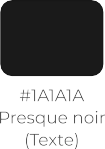 #1A1A1A
Presque noir
(Texte)